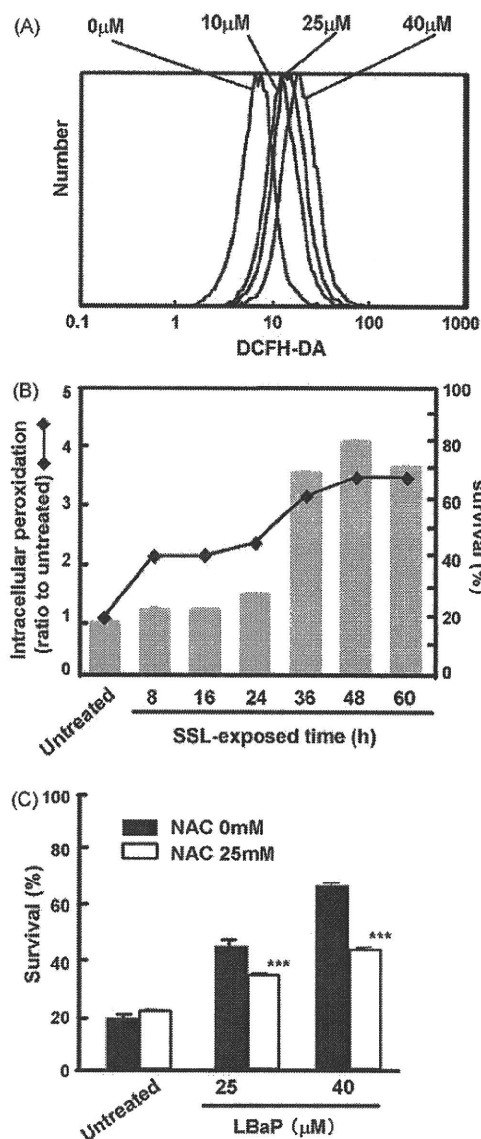 (A)
0μM 10μM 25μM 40μM
Number
0.1 1 10 100 1000
DCFH-DA
(B)
5
4
3
2
1
0
Intracellular peroxidation
(ratio to untreated)
100
80
60
40
20
0
survival (%)
Untreated 8 16 24 36 48 60
SSL-exposed time (h)
(C)
100
80
60
40
20
0
Survival (%)
NAC 0mM
NAC 25mM
***
***
Untreated 25 40
LBaP (μM)